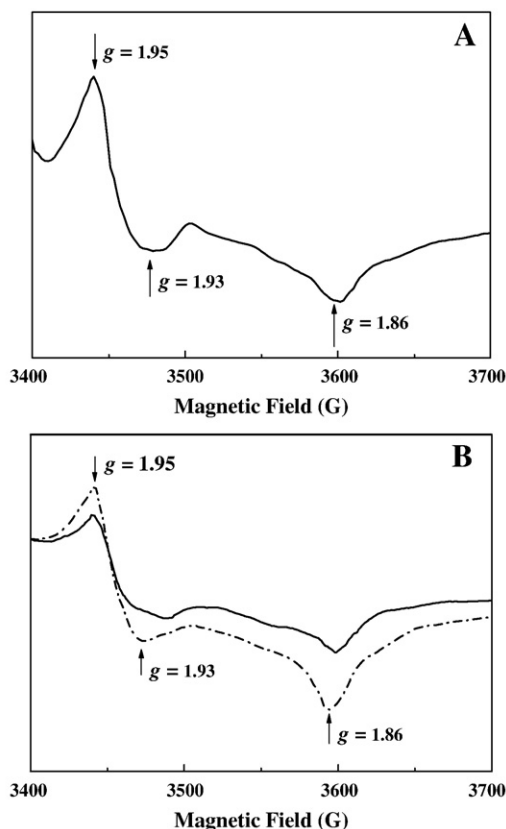 A
g = 1.95
g = 1.93
g = 1.86
3400 3500 3600 3700
Magnetic Field (G)
B
g = 1.95
g = 1.93
g = 1.86
3400 3500 3600 3700
Magnetic Field (G)